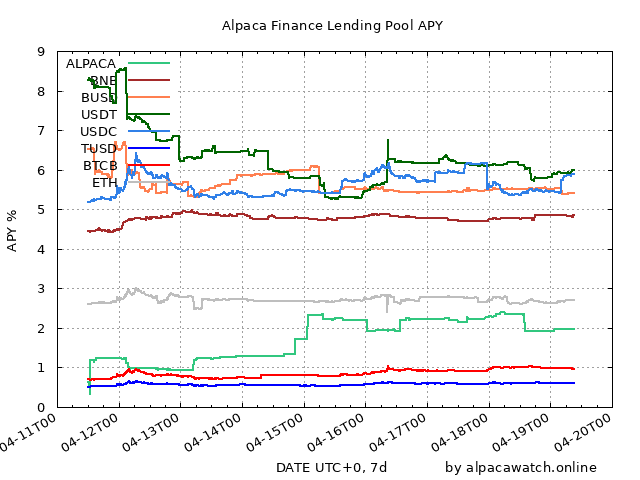 Alpaca Finance Lending Pool APY
9
8
7
6
5
4
3
2
1
0
APY %
ALPACA
BNB
BUSD
USDT
USDC
TUSD
BTCB
ETH
04-11T00
04-12T00
04-13T00
04-14T00
04-15T00
04-16T00
04-17T00
04-18T00
04-19T00
04-20T00
DATE UTC+0, 7d
by alpacawatch.online